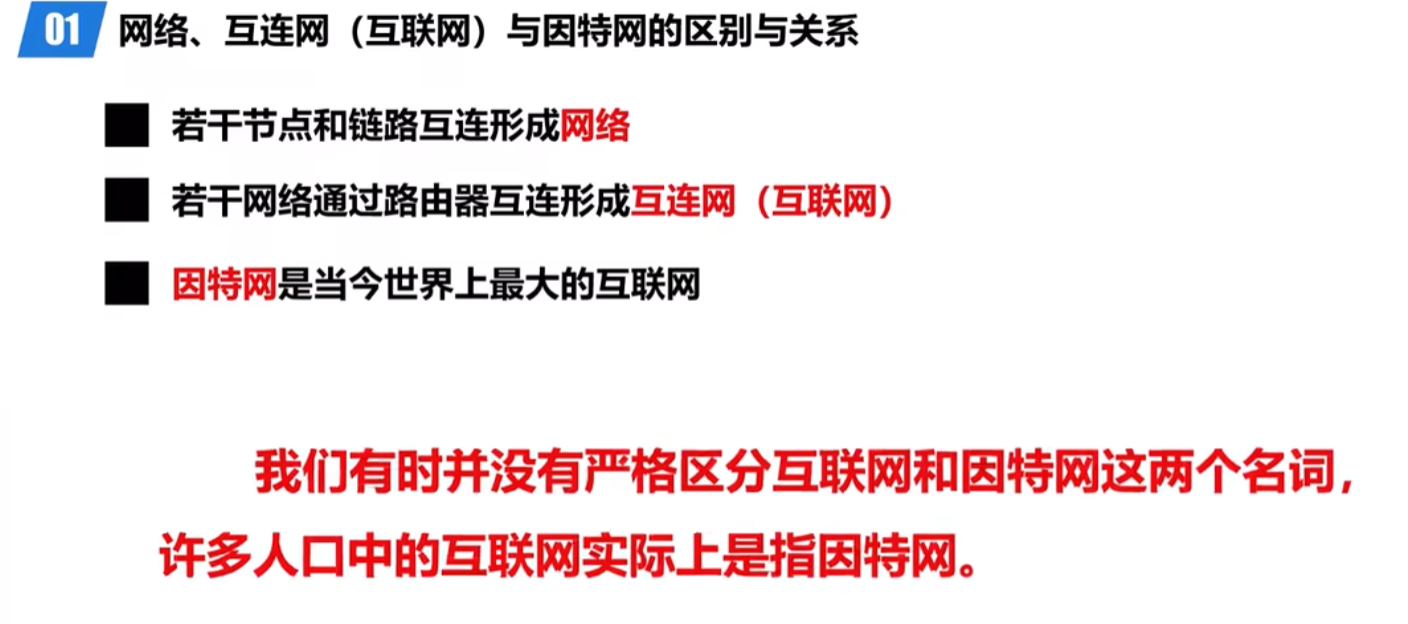 01 网络、互连网（互联网）与因特网的区别与关系
若干节点和链路互连形成网络
若干网络通过路由器互连形成互连网（互联网）
因特网是当今世界上最大的互联网
我们有时并没有严格区分互联网和因特网这两个名词，
许多人口中的互联网实际上是指因特网。